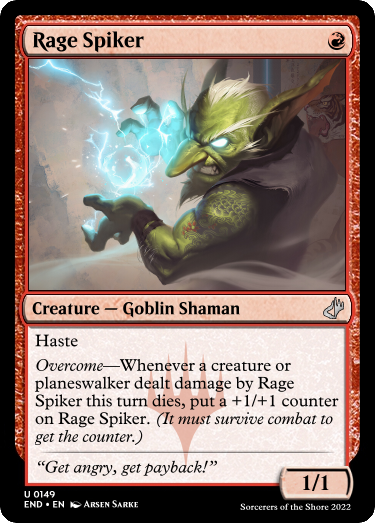 Rage Spiker
Creature — Goblin Shaman
Haste
Overcome—Whenever a creature or
planeswalker dealt damage by Rage
Spiker this turn dies, put a +1/+1 counter
on Rage Spiker. (It must survive combat to
get the counter.)
“Get angry, get payback!”
1/1
U 0149
END • EN Arsen Sarke
Sorcerers of the Shore 2022